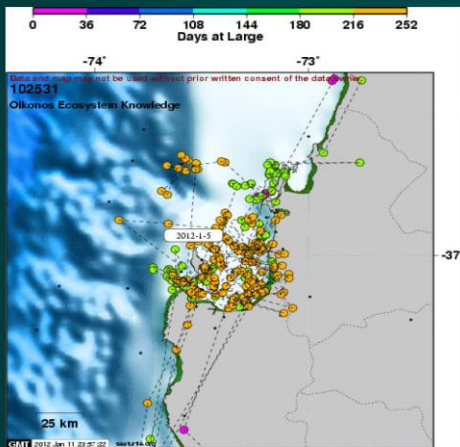 0 36 72 108 144 180 216 252
Days at Large
-74° -73°
Data and map may not be used without prior written consent of the data owner
102531
Oikonos Ecosystem Knowledge
2012-1-5
-37
25 km
GMT 2012 Jan 11 23:57:22 seaturtle.org